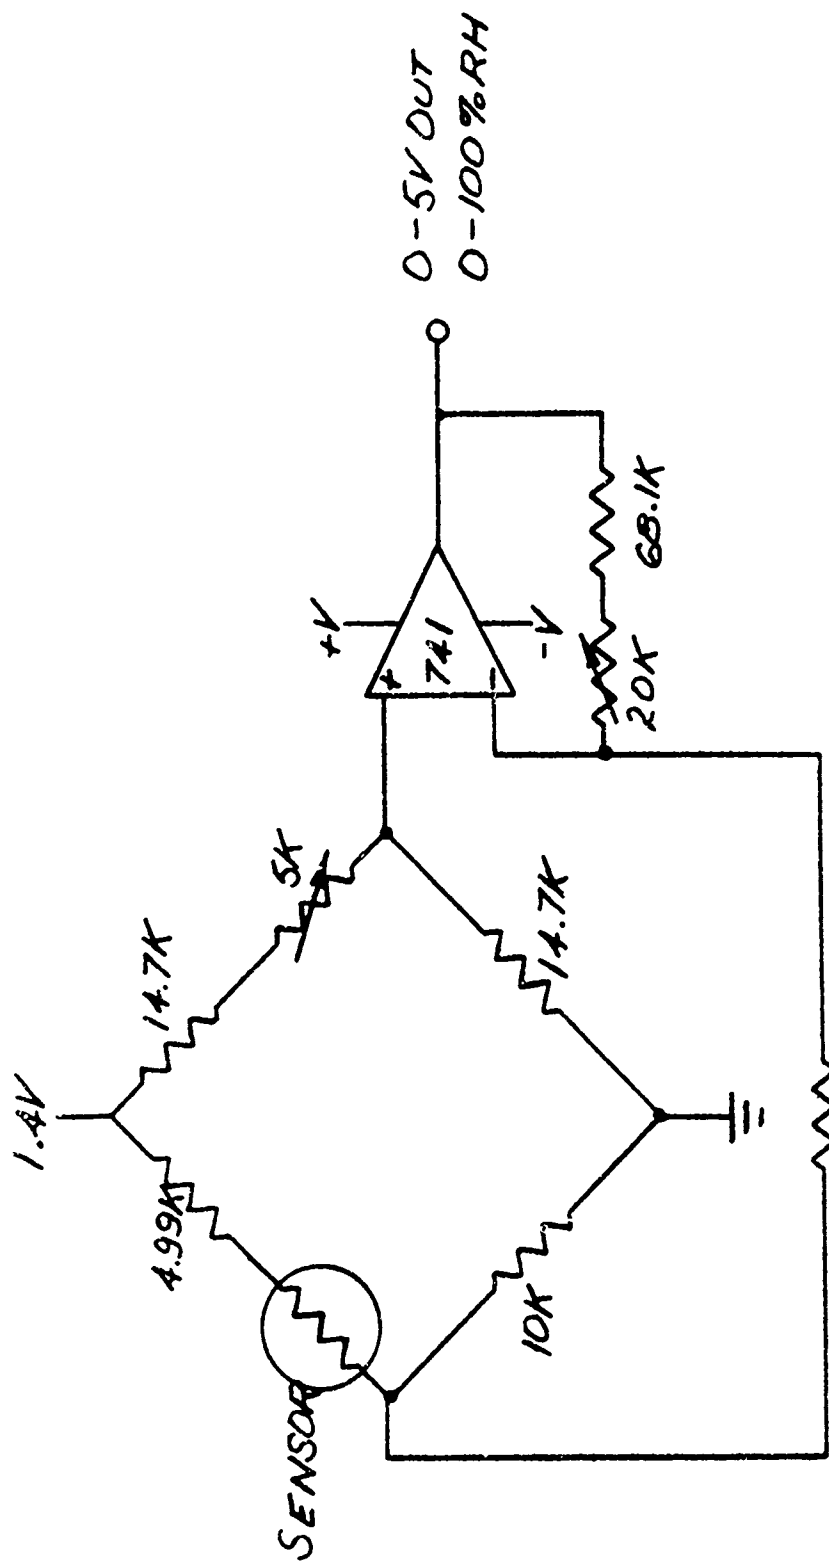 1.4V
4.99K
14.7K
SENSOR
5K
10K
14.7K
+V
+
741
-
-V
20K
68.1K
0-5V OUT
0-100%RH